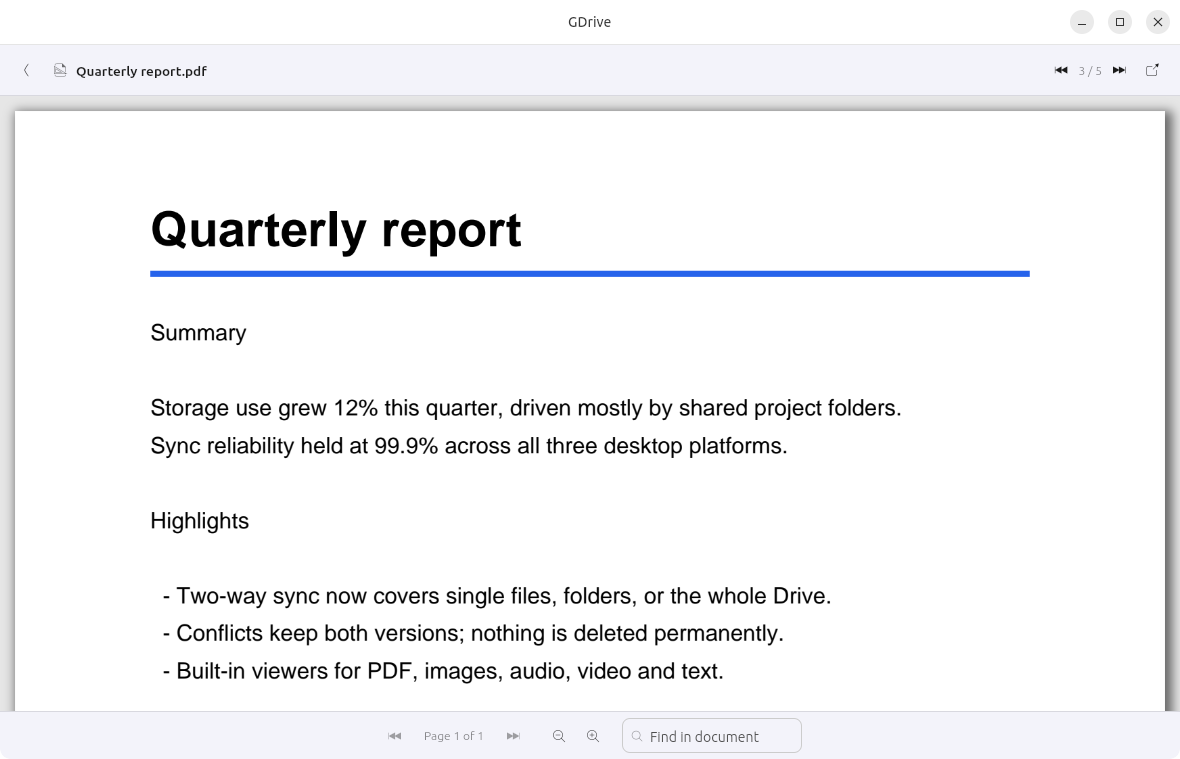 GDrive
Quarterly report.pdf
3 / 5
Quarterly report
Summary
Storage use grew 12% this quarter, driven mostly by shared project folders.
Sync reliability held at 99.9% across all three desktop platforms.
Highlights
- Two-way sync now covers single files, folders, or the whole Drive.
- Conflicts keep both versions; nothing is deleted permanently.
- Built-in viewers for PDF, images, audio, video and text.
Page 1 of 1
Find in document